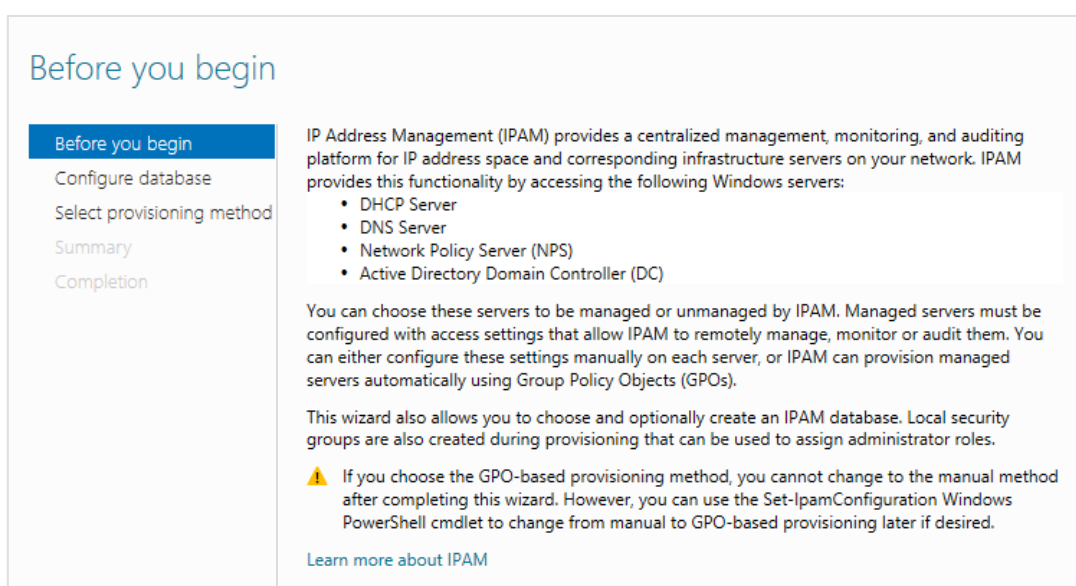 Before you begin
Before you begin
Configure database
Select provisioning method
Summary
Completion
IP Address Management (IPAM) provides a centralized management, monitoring, and auditing
platform for IP address space and corresponding infrastructure servers on your network. IPAM
provides this functionality by accessing the following Windows servers:
• DHCP Server
• DNS Server
• Network Policy Server (NPS)
• Active Directory Domain Controller (DC)
You can choose these servers to be managed or unmanaged by IPAM. Managed servers must be
configured with access settings that allow IPAM to remotely manage, monitor or audit them. You
can either configure these settings manually on each server, or IPAM can provision managed
servers automatically using Group Policy Objects (GPOs).
This wizard also allows you to choose and optionally create an IPAM database. Local security
groups are also created during provisioning that can be used to assign administrator roles.
If you choose the GPO-based provisioning method, you cannot change to the manual method
after completing this wizard. However, you can use the Set-IpamConfiguration Windows
PowerShell cmdlet to change from manual to GPO-based provisioning later if desired.
Learn more about IPAM